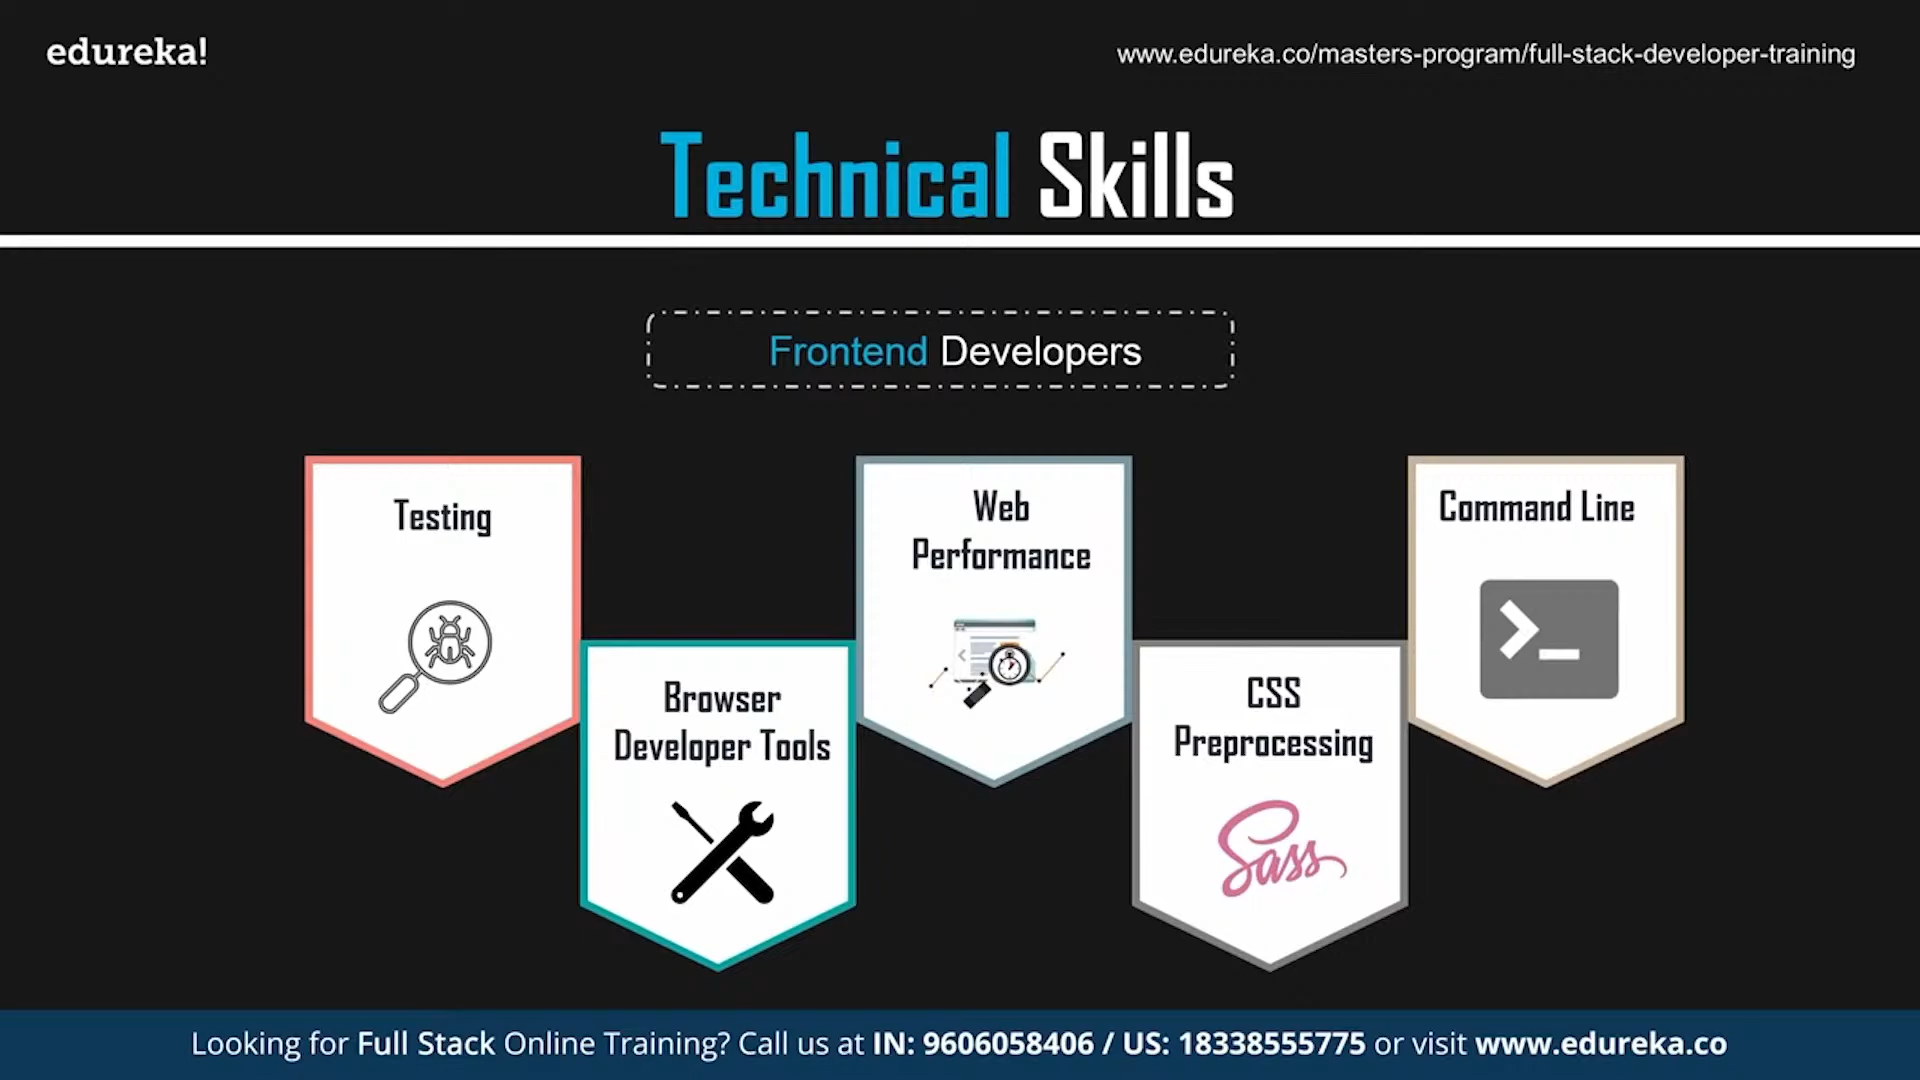 edureka!
www.edureka.co/masters-program/full-stack-developer-training
Technical Skills
Frontend Developers
Testing
Browser
Developer Tools
Web
Performance
CSS
Preprocessing
Sass
Command Line
Looking for Full Stack Online Training? Call us at IN: 9606058406 / US: 18338555775 or visit www.edureka.co